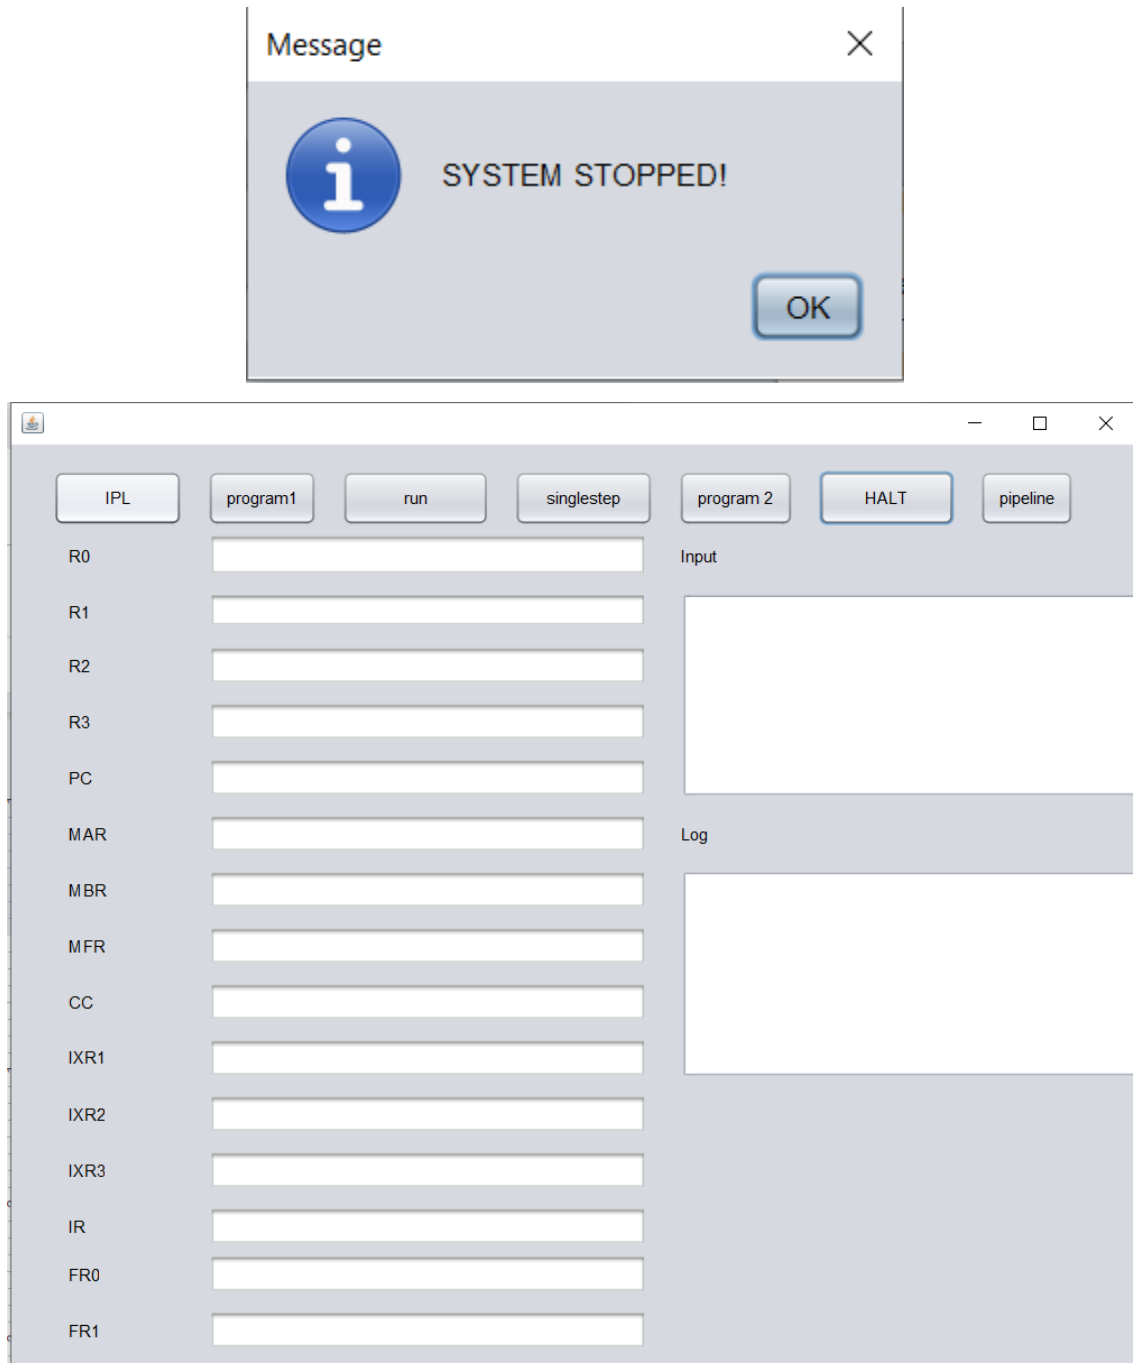 Message
SYSTEM STOPPED!
OK
IPL program1 run singlestep program 2 HALT pipeline
R0 Input
R1
R2
R3
PC
MAR Log
MBR
MFR
CC
IXR1
IXR2
IXR3
IR
FR0
FR1